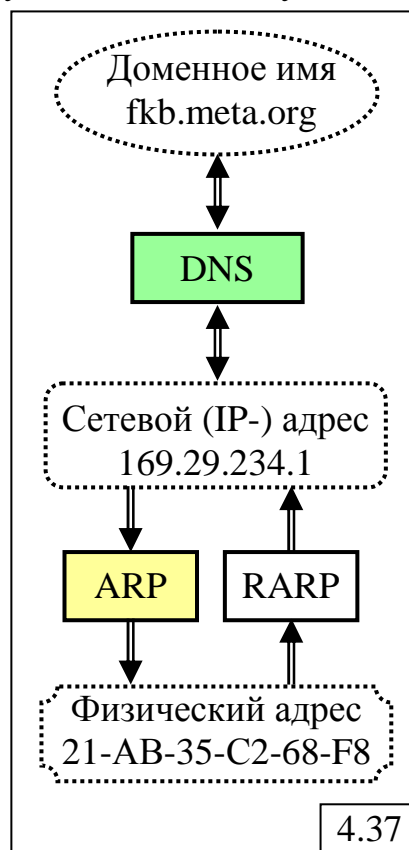 Доменное имя
fkb.meta.org
DNS
Сетевой (IP-) адрес
169.29.234.1
ARP
RARP
Физический адрес
21-AB-35-C2-68-F8
4.37